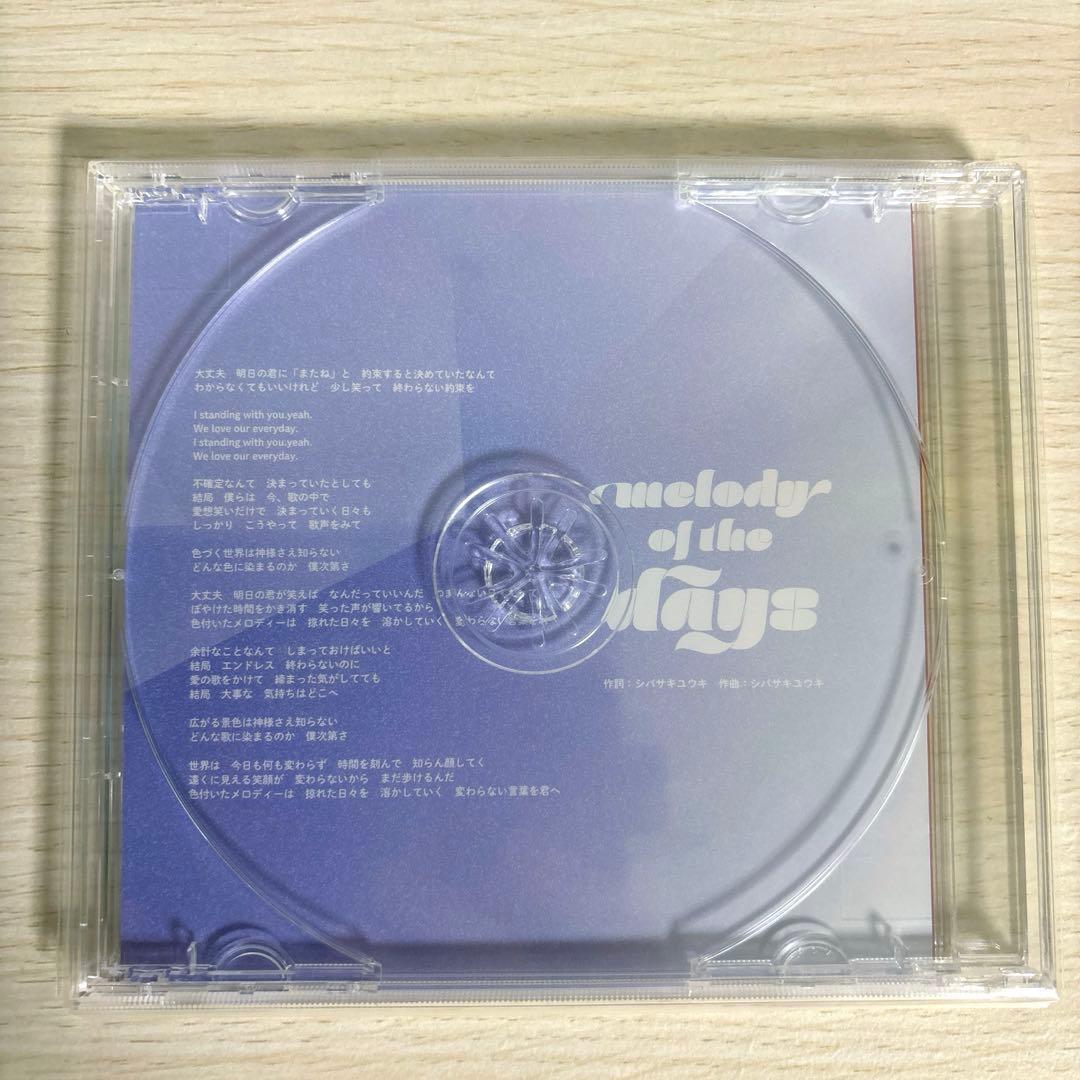 大丈夫　明日の君に「またね」と　約束すると決めていたなんて
わからなくてもいいけれど　少し笑って　終わらない約束を
I standing with you.yeah.
We love our everyday.
I standing with you.yeah.
We love our everyday.
不確定なんて　決まっていたとしても
結局　僕らは　今、歌の中で
愛想笑いだけで　決まっていく日々も
しっかり　こうやって　歌声をみて
色づく世界は神様さえ知らない
どんな色に染まるのか　僕次第さ
大丈夫　明日の君が笑えば　なんだっていいんだ
ぼやけた時間をかき消す　笑った声が響いてるから
色付いたメロディーは　掠れた日々を　溶かしていく　変わらない言葉を
余計なことなんて　しまっておけばいいと
結局　エンドレス　終わらないのに
愛の歌をかけて　締まった気がしてても
結局　大事な　気持ちはどこへ
広がる景色は神様さえ知らない
どんな歌に染まるのか　僕次第さ
世界は　今日も何も変わらず　時間を刻んで　知らん顔してく
遠くに見える笑顔が　変わらないから　まだ歩けるんだ
色付いたメロディーは　掠れた日々を　溶かしていく　変わらない言葉を君へ
melody
of the
days
作詞：シバサキユウキ　作曲：シバサキユウキ